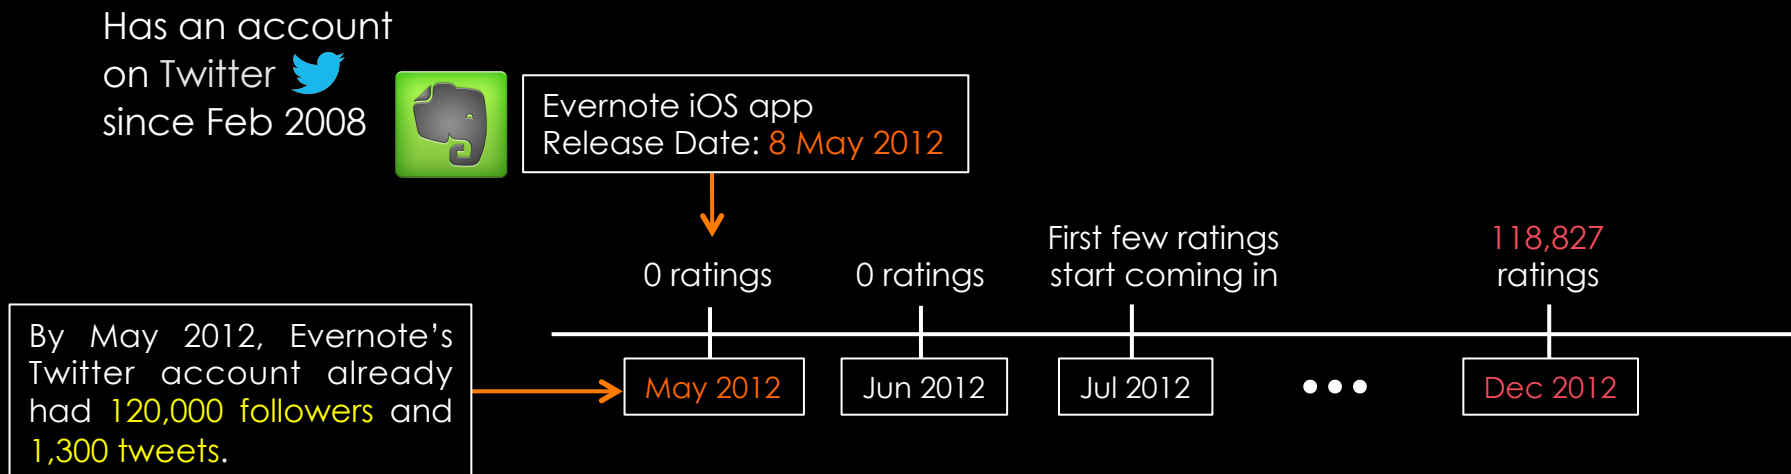 Has an account
on Twitter
since Feb 2008
Evernote iOS app
Release Date: 8 May 2012
0 ratings
0 ratings
First few ratings
start coming in
118,827
ratings
By May 2012, Evernote’s
Twitter account already
had 120,000 followers and
1,300 tweets.
May 2012
Jun 2012
Jul 2012
Dec 2012